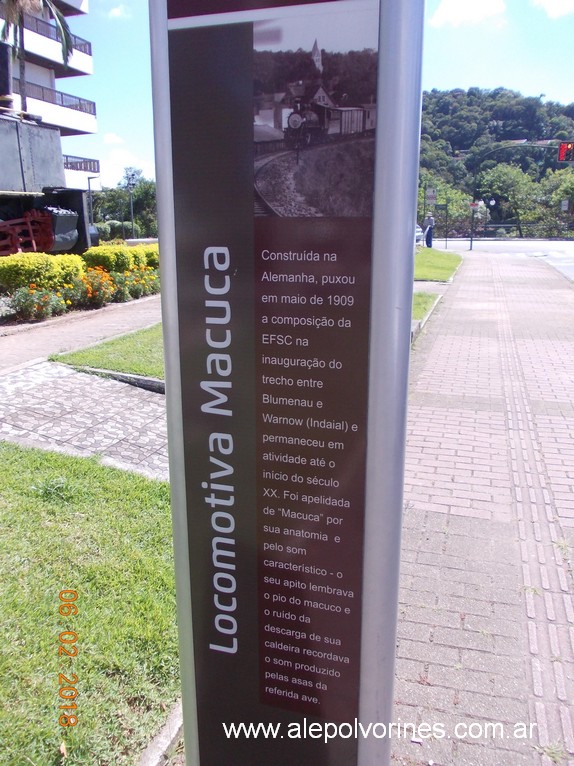 Locomotiva Macuca
Construída na
Alemanha, puxou
em maio de 1909
a composição da
EFSC na
inauguração do
trecho entre
Blumenau e
Warnow (Indaial) e
permaneceu em
atividade até o
início do século
XX. Foi apelidada
de "Macuca" por
sua anatomia e
pelo som
característico - o
seu apito lembrava
o pio do macuco e
o ruído da
descarga de sua
caldeira recordava
o som produzido
pelas asas da
referida ave.
06-02-2018
www.alepolvorines.com.ar